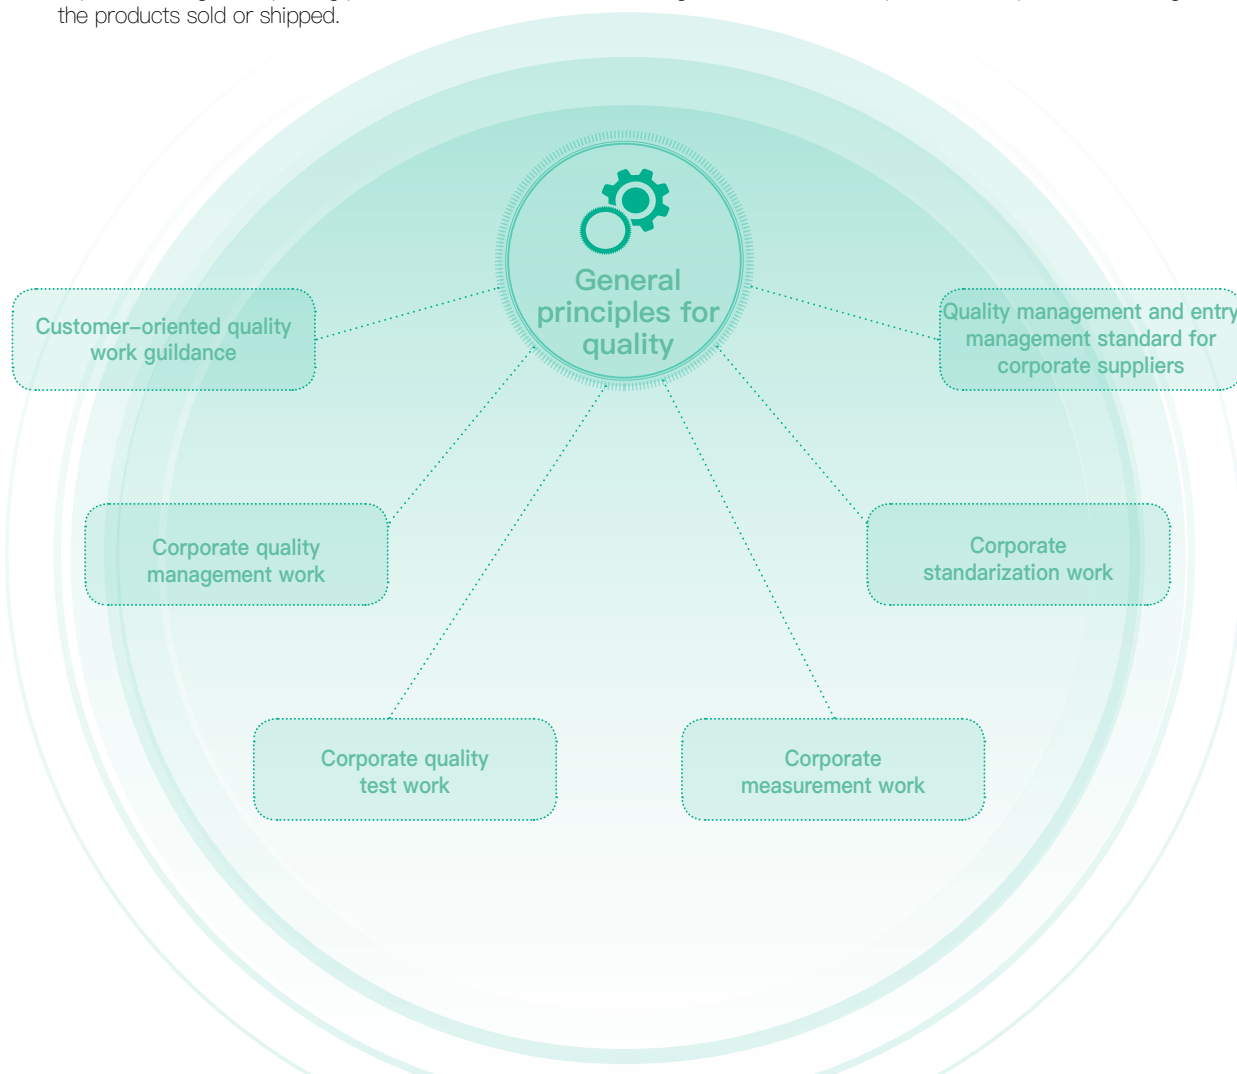 the products sold or shipped.
General
principles for
quality
Customer-oriented quality
work guildance
Quality management and entry
management standard for
corporate suppliers
Corporate quality
management work
Corporate
standarization work
Corporate quality
test work
Corporate
measurement work